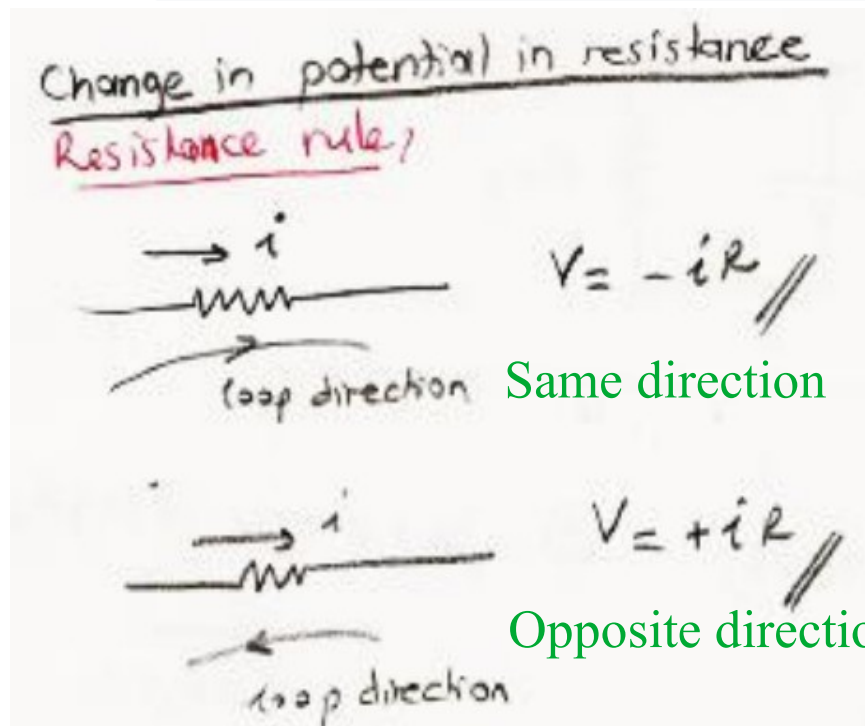 Change in potential in resistance
Resistance rule;
i
V = -iR
loop direction Same direction
i
V = +iR
Opposite directio
loop direction